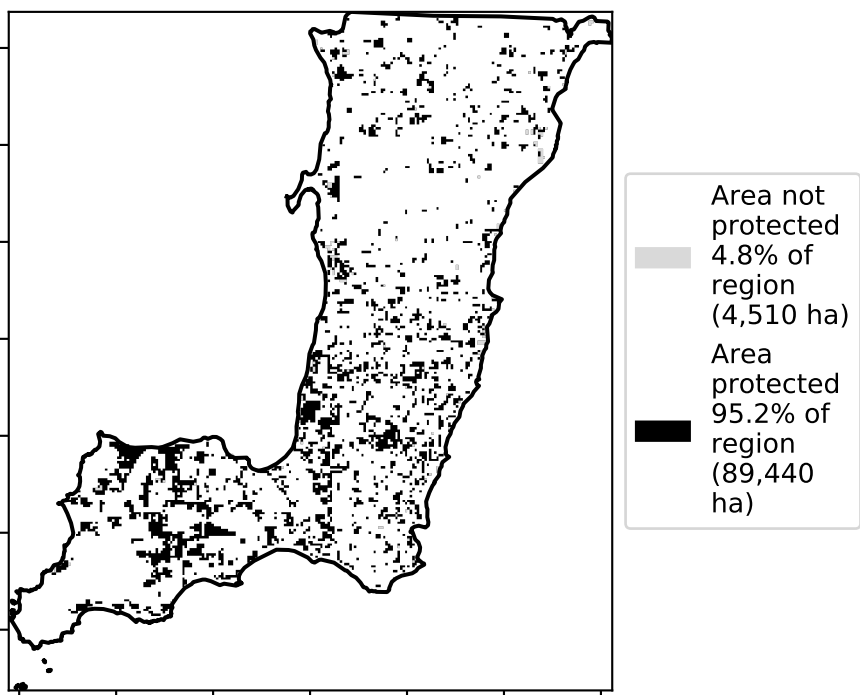 Area not
protected
4.8% of
region
(4,510 ha)
Area
protected
95.2% of
region
(89,440
ha)